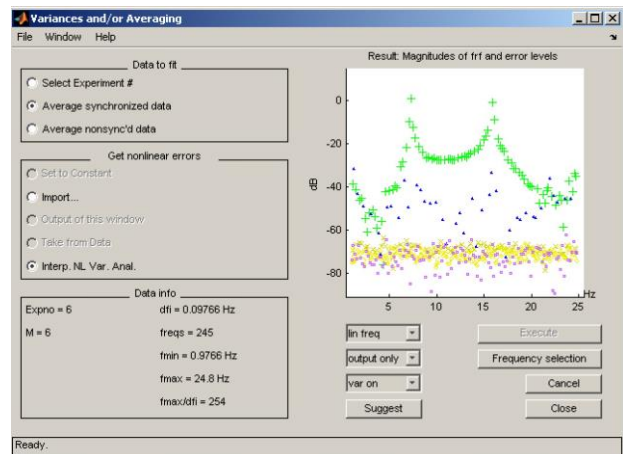 Variances and/or Averaging
File Window Help
Data to fit
Select Experiment #
Average synchronized data
Average nonsync'd data
Get nonlinear errors
Set to Constant
Import...
Output of this window
Take from Data
Interp. NL Var. Anal.
Data info
Expno = 6
dfi = 0.09766 Hz
M = 6
freqs = 245
fmin = 0.9766 Hz
fmax = 24.8 Hz
fmax/dfi = 254
Result: Magnitudes of frf and error levels
0
-20
-40
-60
-80
dB
5 10 15 20 25
Hz
lin freq
Execute
output only
Frequency selection
var on
Cancel
Suggest
Close
Ready.